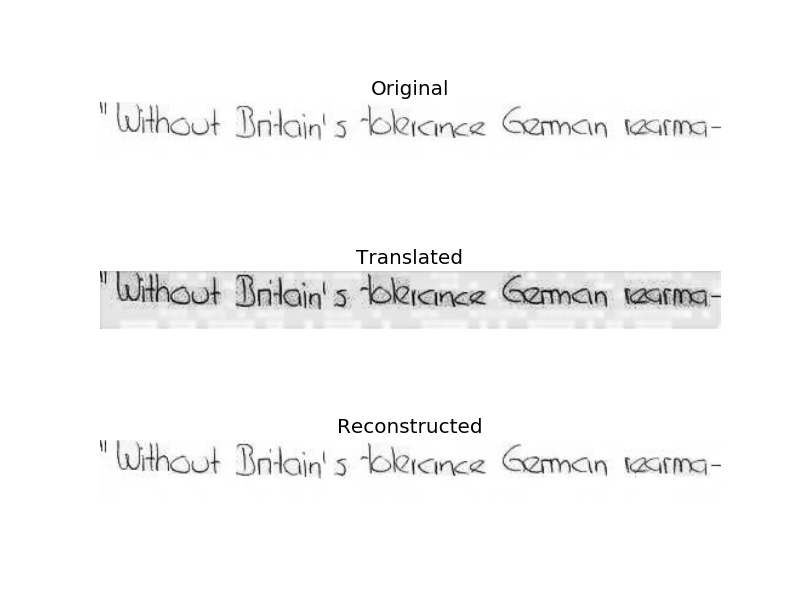 Original
"Without Britain's tolerance German rearma-
Translated
"Without Britain's tolerance German rearma-
Reconstructed
"Without Britain's tolerance German rearma-